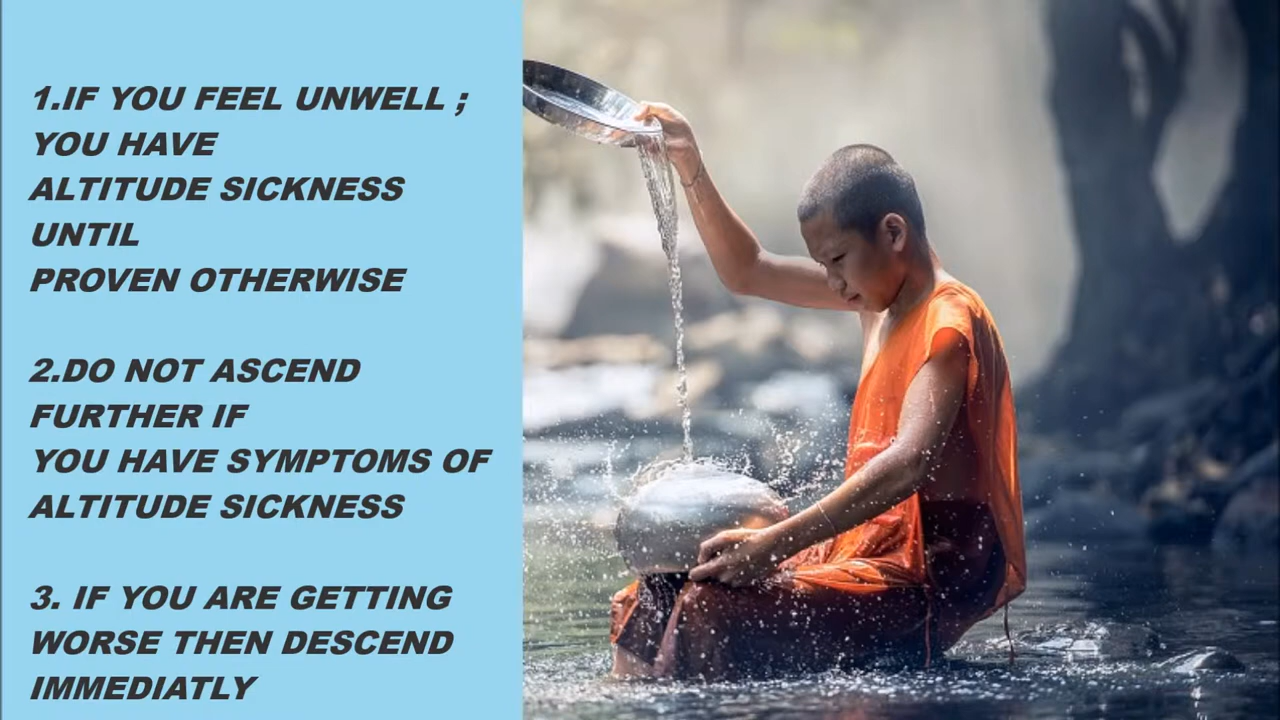 1.IF YOU FEEL UNWELL ;
YOU HAVE
ALTITUDE SICKNESS
UNTIL
PROVEN OTHERWISE
2.DO NOT ASCEND
FURTHER IF
YOU HAVE SYMPTOMS OF
ALTITUDE SICKNESS
3. IF YOU ARE GETTING
WORSE THEN DESCEND
IMMEDIATLY